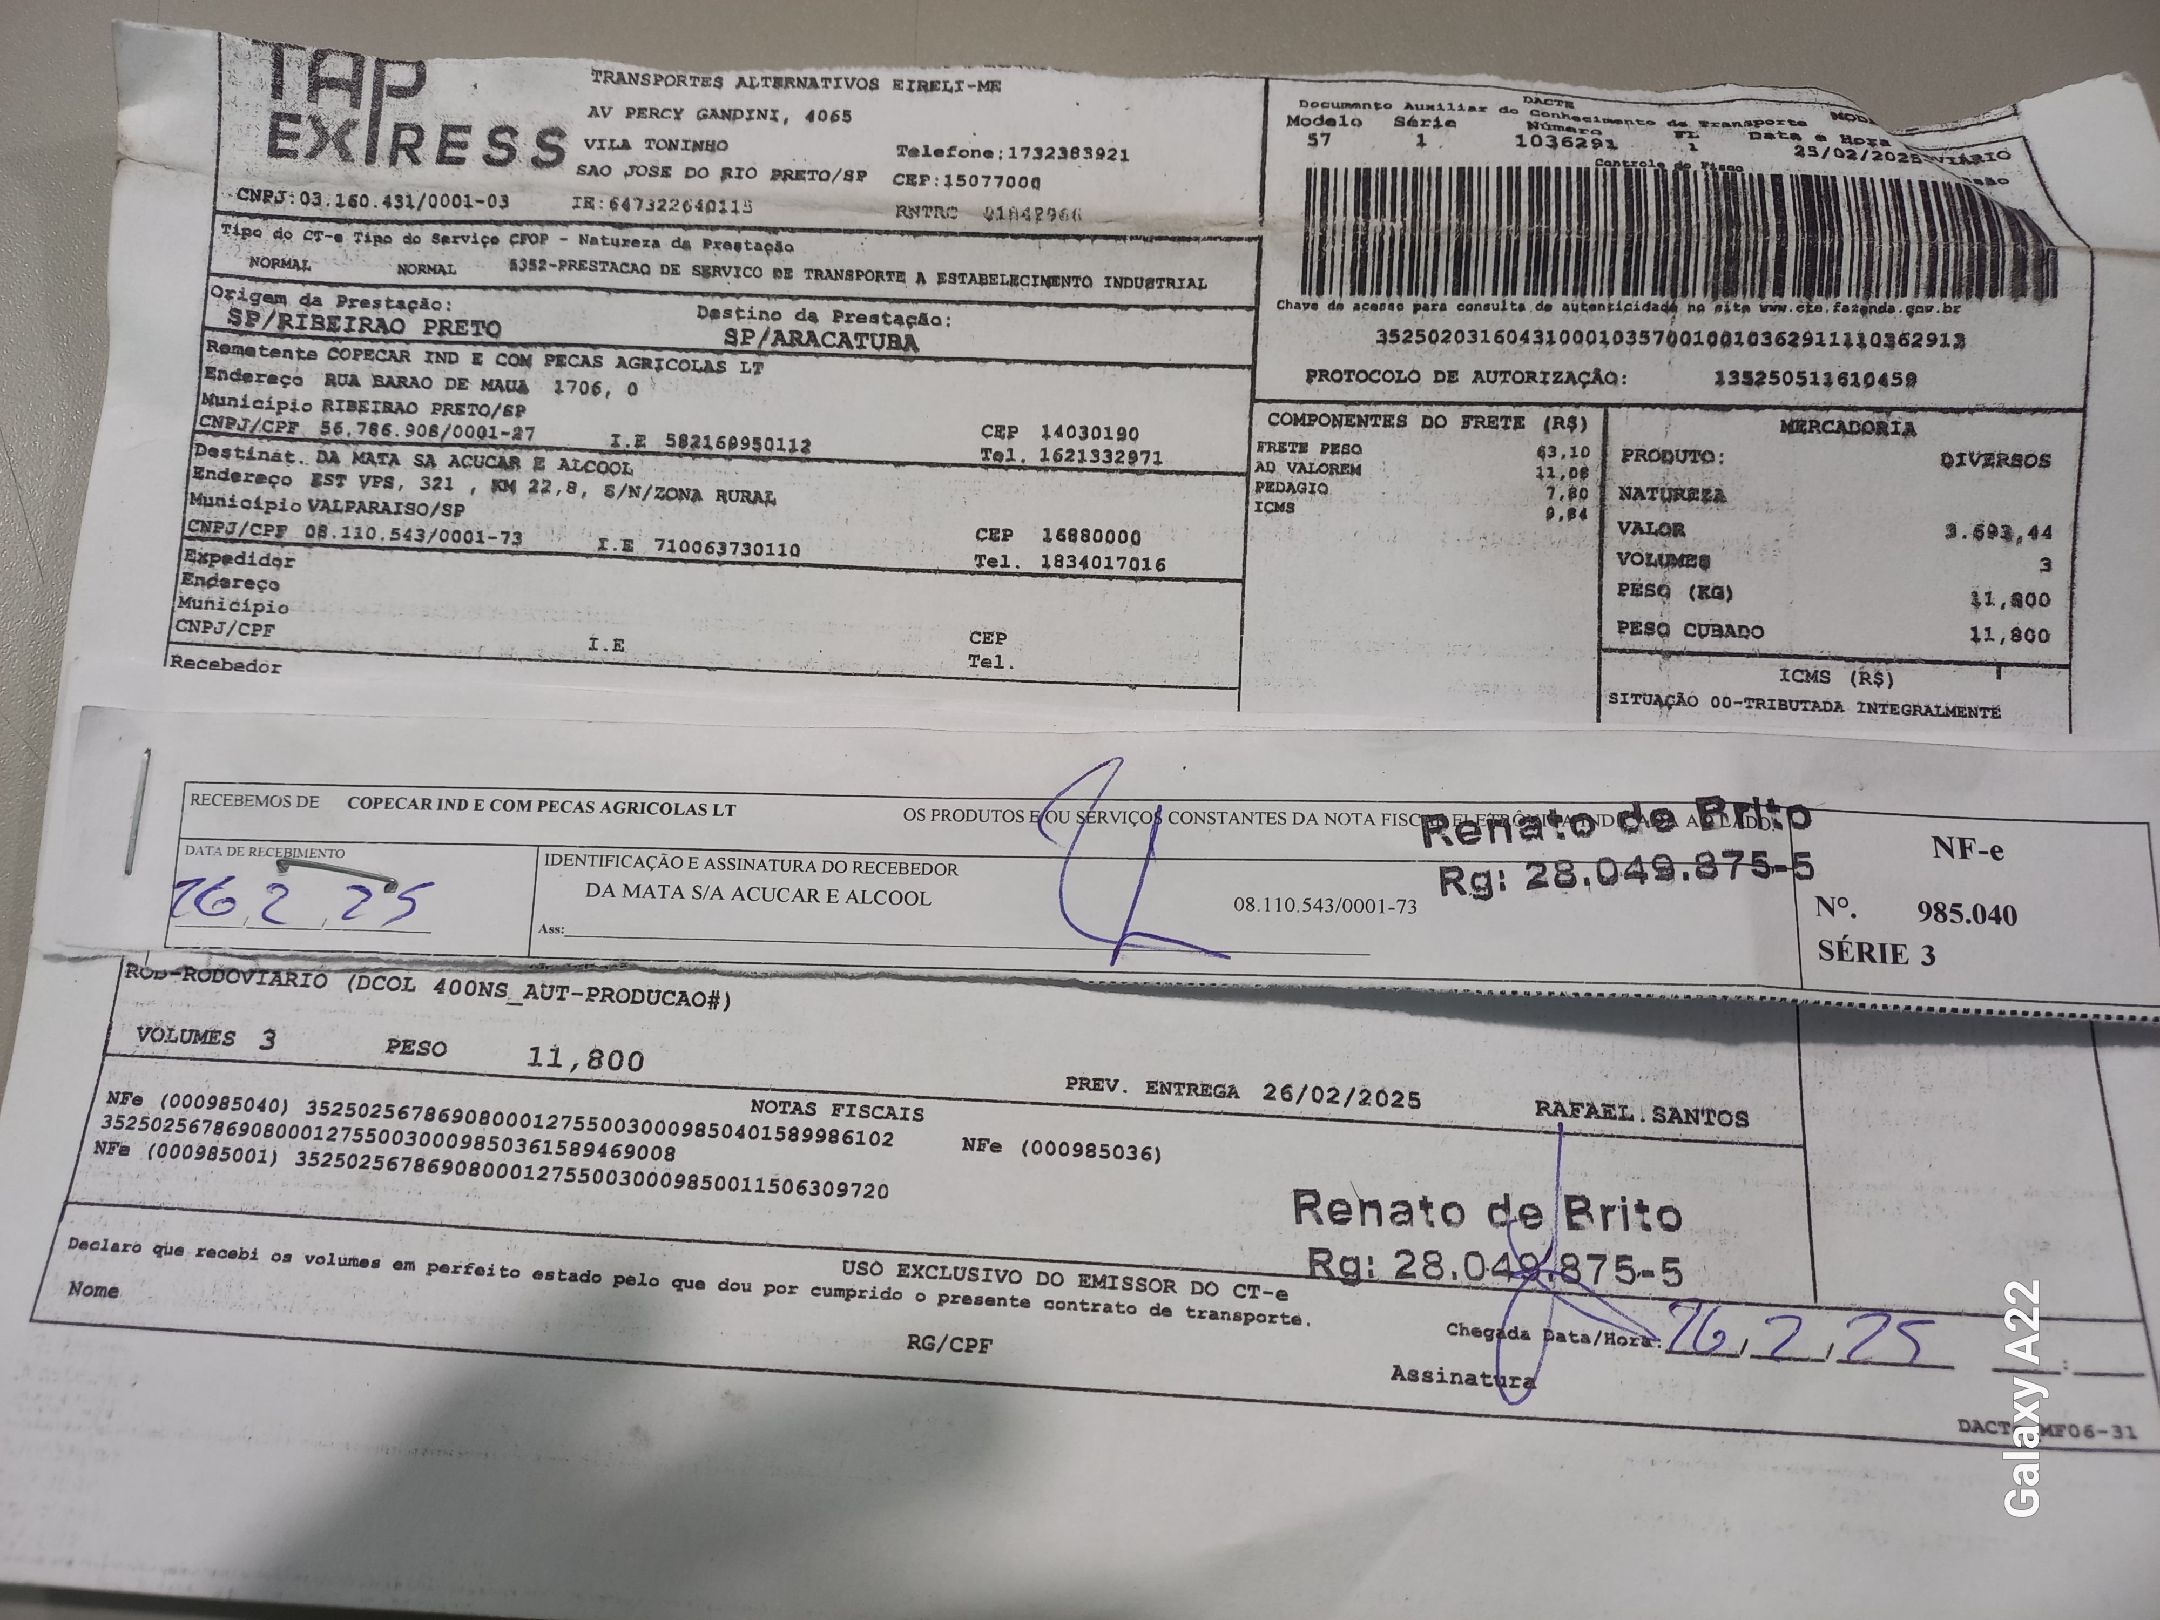 TAP
EXPRESS
TRANSPORTES ALTERNATIVOS EIRELI-ME
AV PERCY GANDINI, 4065
VILA TONINHO
Telefone:1732383921
SAO JOSE DO RIO PRETO/SP CEP:15077000
CNPJ:03.160.431/0001-03 IE:647322640115 RNTRC 01842966
DACTE
Documento Auxiliar do Conhecimento de Transporte
Modelo Série Número FL Data e Hora
57 1 1036291 1 25/02/2025
Controle do Fisco
Tipo do CT-e Tipo do Serviço CFOP - Natureza da Prestação
NORMAL NORMAL 5352-PRESTACAO DE SERVICO DE TRANSPORTE A ESTABELECIMENTO INDUSTRIAL
Origem da Prestação: Destino da Prestação:
SP/RIBEIRAO PRETO SP/ARACATUBA
Chave de acesso para consulta de autenticidade no site www.cte.fazenda.gov.br
35250203160431000103570010010362911110362913
PROTOCOLO DE AUTORIZAÇÃO: 135250511610459
Remetente COPECAR IND E COM PECAS AGRICOLAS LT
Endereço RUA BARAO DE MAUA 1706, 0
Município RIBEIRAO PRETO/SP CEP 14030190
CNPJ/CPF 56.786.908/0001-27 I.E 582168950112 Tel. 1621332971
Destinat. DA MATA SA ACUCAR E ALCOOL
Endereço EST VPS, 321 , KM 22,8, S/N/ZONA RURAL
Município VALPARAISO/SP CEP 16880000
CNPJ/CPF 08.110.543/0001-73 I.E 710063730110 Tel. 1834017016
Expedidor
Endereço
Município CEP
CNPJ/CPF I.E Tel.
Recebedor
COMPONENTES DO FRETE (R$)
FRETE PESO 63,10
AD VALOREM 11,08
PEDAGIO 7,80
ICMS 9,84
MERCADORIA
PRODUTO: DIVERSOS
NATUREZA
VALOR 3.693,44
VOLUMES 3
PESO (KG) 11,800
PESO CUBADO 11,800
ICMS (R$)
SITUAÇÃO 00-TRIBUTADA INTEGRALMENTE
RECEBEMOS DE COPECAR IND E COM PECAS AGRICOLAS LT OS PRODUTOS E/OU SERVIÇOS CONSTANTES DA NOTA FISCAL ELETRÔNICA INDICADA AO LADO
Renato de Brito
Rg: 28.049.875-5
DATA DE RECEBIMENTO
26 2 25
IDENTIFICAÇÃO E ASSINATURA DO RECEBEDOR
DA MATA S/A ACUCAR E ALCOOL 08.110.543/0001-73
Ass:
NF-e
Nº. 985.040
SÉRIE 3
ROD-RODOVIARIO (DCOL 400NS_AUT-PRODUCAO#)
VOLUMES 3 PESO 11,800
PREV. ENTREGA 26/02/2025 RAFAEL.SANTOS
NOTAS FISCAIS
NFe (000985040) 35250256786908000127550030009850401589986102 NFe (000985036)
35250256786908000127550030009850361589469008
NFe (000985001) 35250256786908000127550030009850011506309720
Renato de Brito
Rg: 28.049.875-5
USO EXCLUSIVO DO EMISSOR DO CT-e
Declaro que recebi os volumes em perfeito estado pelo que dou por cumprido o presente contrato de transporte.
Nome RG/CPF
Chegada Data/Hora: 26, 2, 25 :
Assinatura
DACTE MF06-31
Galaxy A22